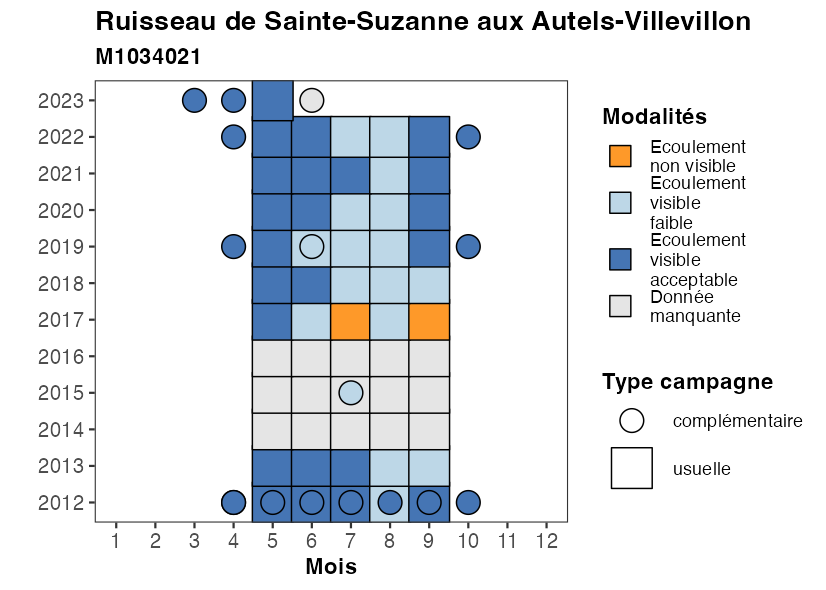 Ruisseau de Sainte-Suzanne aux Autels-Villevillon
M1034021
2023
2022
2021
2020
2019
2018
2017
2016
2015
2014
2013
2012
1 2 3 4 5 6 7 8 9 10 11 12
Mois
Modalités
Ecoulement
non visible
Ecoulement
visible
faible
Ecoulement
visible
acceptable
Donnée
manquante
Type campagne
complémentaire
usuelle